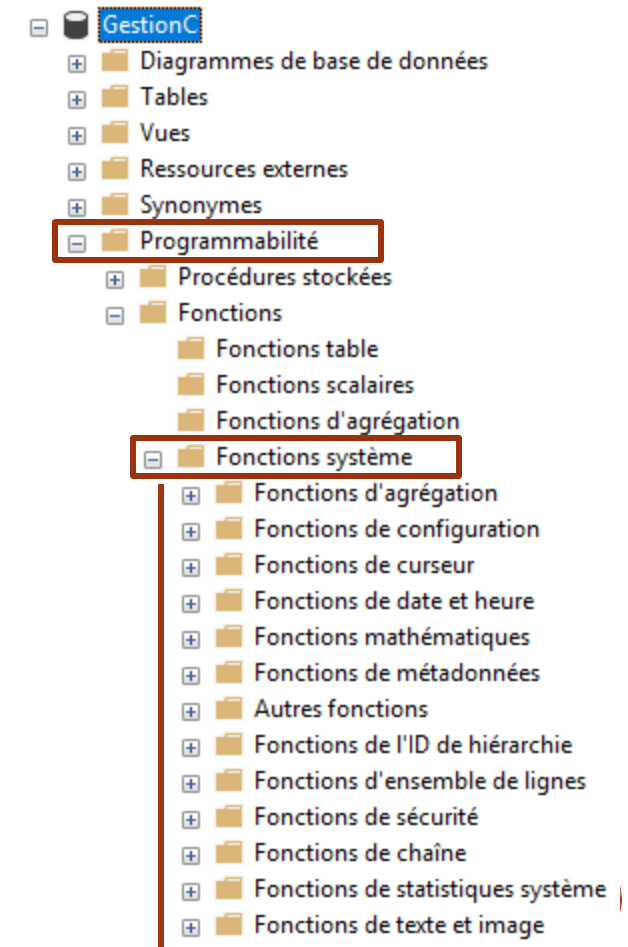 GestionC
Diagrammes de base de données
Tables
Vues
Ressources externes
Synonymes
Programmabilité
Procédures stockées
Fonctions
Fonctions table
Fonctions scalaires
Fonctions d'agrégation
Fonctions système
Fonctions d'agrégation
Fonctions de configuration
Fonctions de curseur
Fonctions de date et heure
Fonctions mathématiques
Fonctions de métadonnées
Autres fonctions
Fonctions de l'ID de hiérarchie
Fonctions d'ensemble de lignes
Fonctions de sécurité
Fonctions de chaîne
Fonctions de statistiques système
Fonctions de texte et image